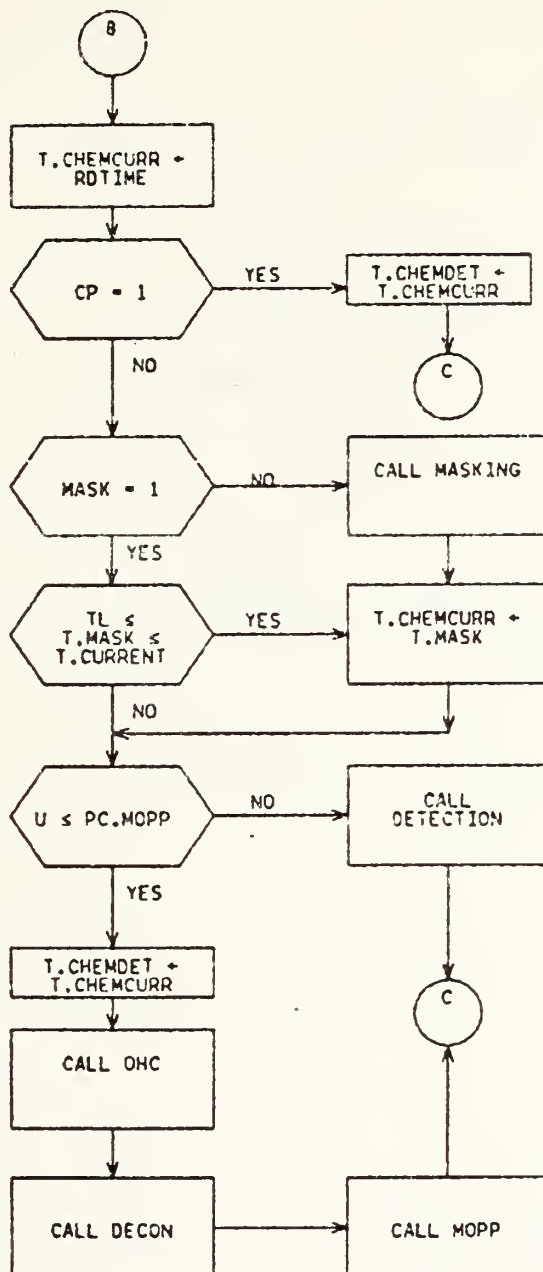 B
T.CHEMCURR ←
RDTIME
CP = 1
YES
T.CHEMDET ←
T.CHEMCURR
NO
C
MASK = 1
NO
CALL MASKING
YES
TL ≤
T.MASK ≤
T.CURRENT
YES
T.CHEMCURR ←
T.MASK
NO
U ≤ PC.MOPP
NO
CALL
DETECTION
YES
T.CHEMDET ←
T.CHEMCURR
C
CALL OHC
CALL DECON
CALL MOPP